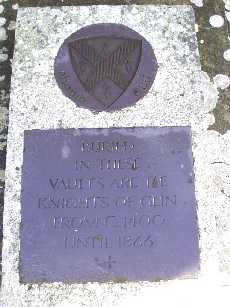 BURIED
IN THESE
VAULTS ARE THE
KNIGHTS OF GLIN
FROM C. 1400
UNTIL 1866